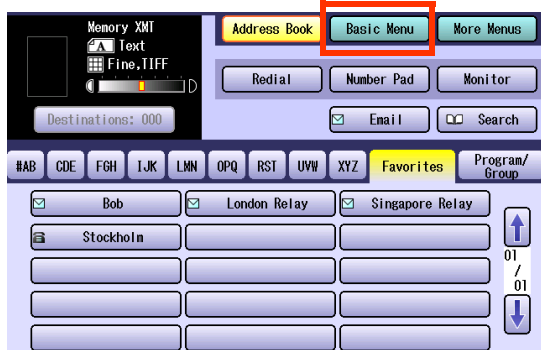 Memory XMT
A Text
Fine,TIFF
D
Destinations: 000
Address Book
Basic Menu
More Menus
Redial
Number Pad
Monitor
Email
Search
#AB
CDE
FGH
IJK
LMN
OPQ
RST
UVW
XYZ
Favorites
Program/
Group
Bob
London Relay
Singapore Relay
Stockholm
01
/
01